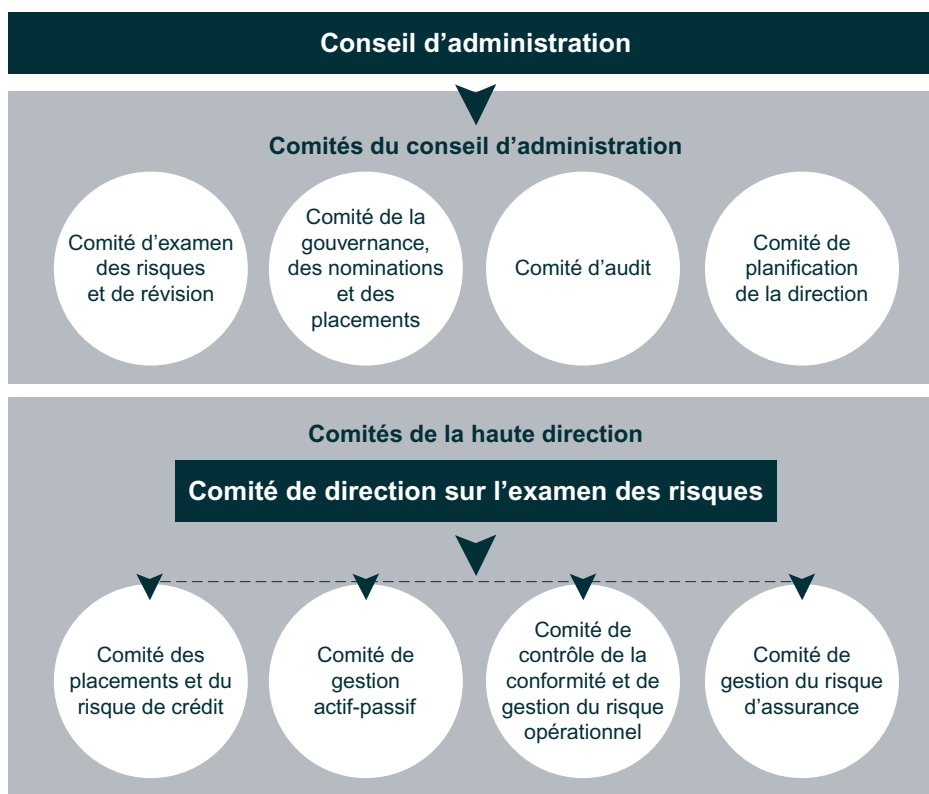 Conseil d’administration
Comités du conseil d’administration
Comité d’examen
des risques
et de révision
Comité de la
gouvernance,
des nominations
et des
placements
Comité d’audit
Comité de
planification
de la direction
Comités de la haute direction
Comité de direction sur l’examen des risques
Comité des
placements et du
risque de crédit
Comité de
gestion
actif-passif
Comité de
contrôle de la
conformité et de
gestion du risque
opérationnel
Comité de
gestion du risque
d’assurance